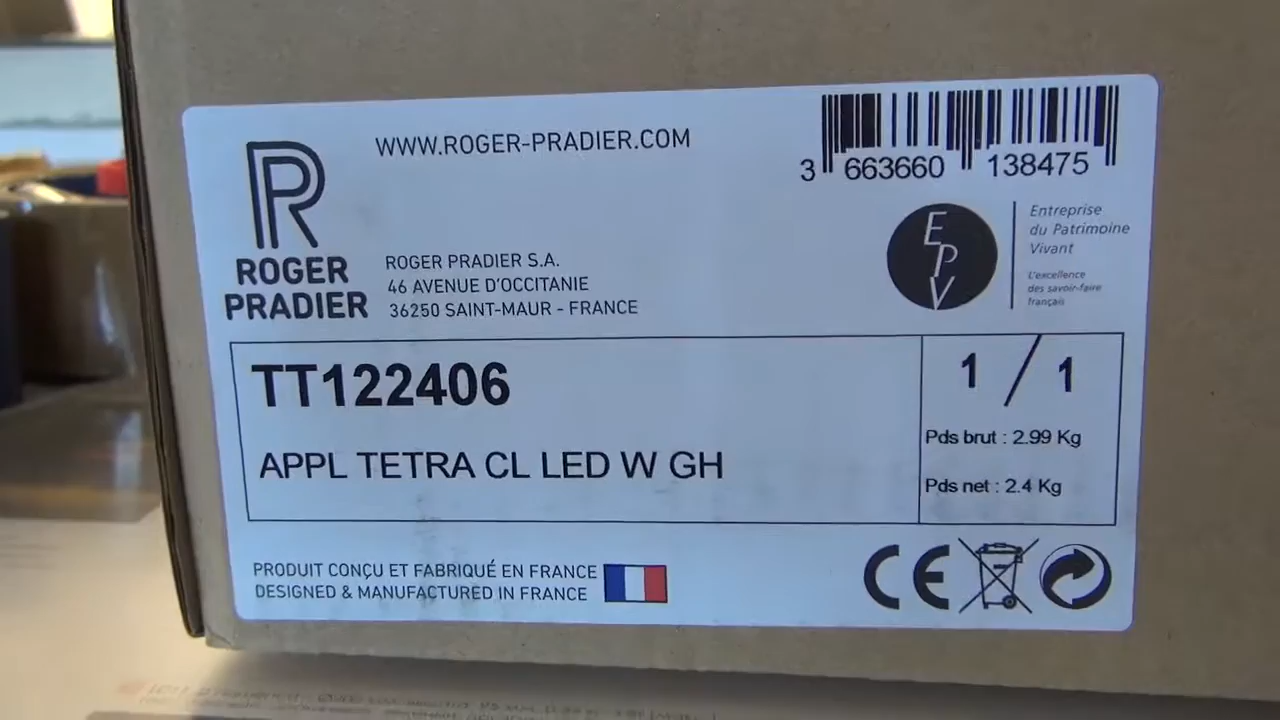 WWW.ROGER-PRADIER.COM
3 663660 138475
ROGER
PRADIER
ROGER PRADIER S.A.
46 AVENUE D'OCCITANIE
36250 SAINT-MAUR - FRANCE
EPV
Entreprise
du Patrimoine
Vivant
L'excellence
des savoir-faire
français
TT122406
APPL TETRA CL LED W GH
1 / 1
Pds brut : 2.99 Kg
Pds net : 2.4 Kg
PRODUIT CONÇU ET FABRIQUÉ EN FRANCE
DESIGNED & MANUFACTURED IN FRANCE
CE